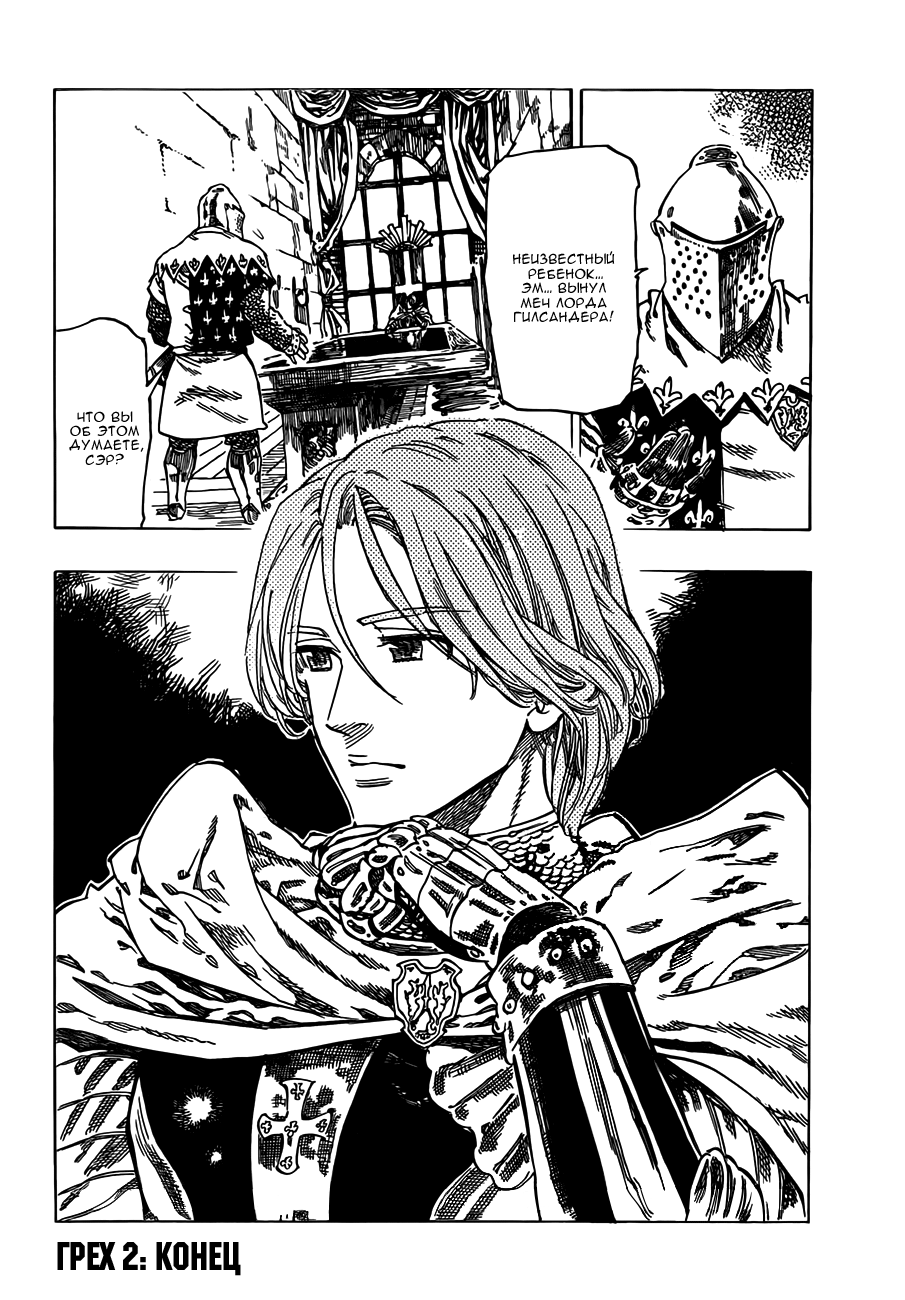 НЕИЗВЕСТНЫЙ
РЕБЕНОК...
ЭМ... ВЫНУЛ
МЕЧ ЛОРДА
ГИЛСАНДЕРА!
ЧТО ВЫ
ОБ ЭТОМ
ДУМАЕТЕ,
СЭР?
ГРЕХ 2: КОНЕЦ